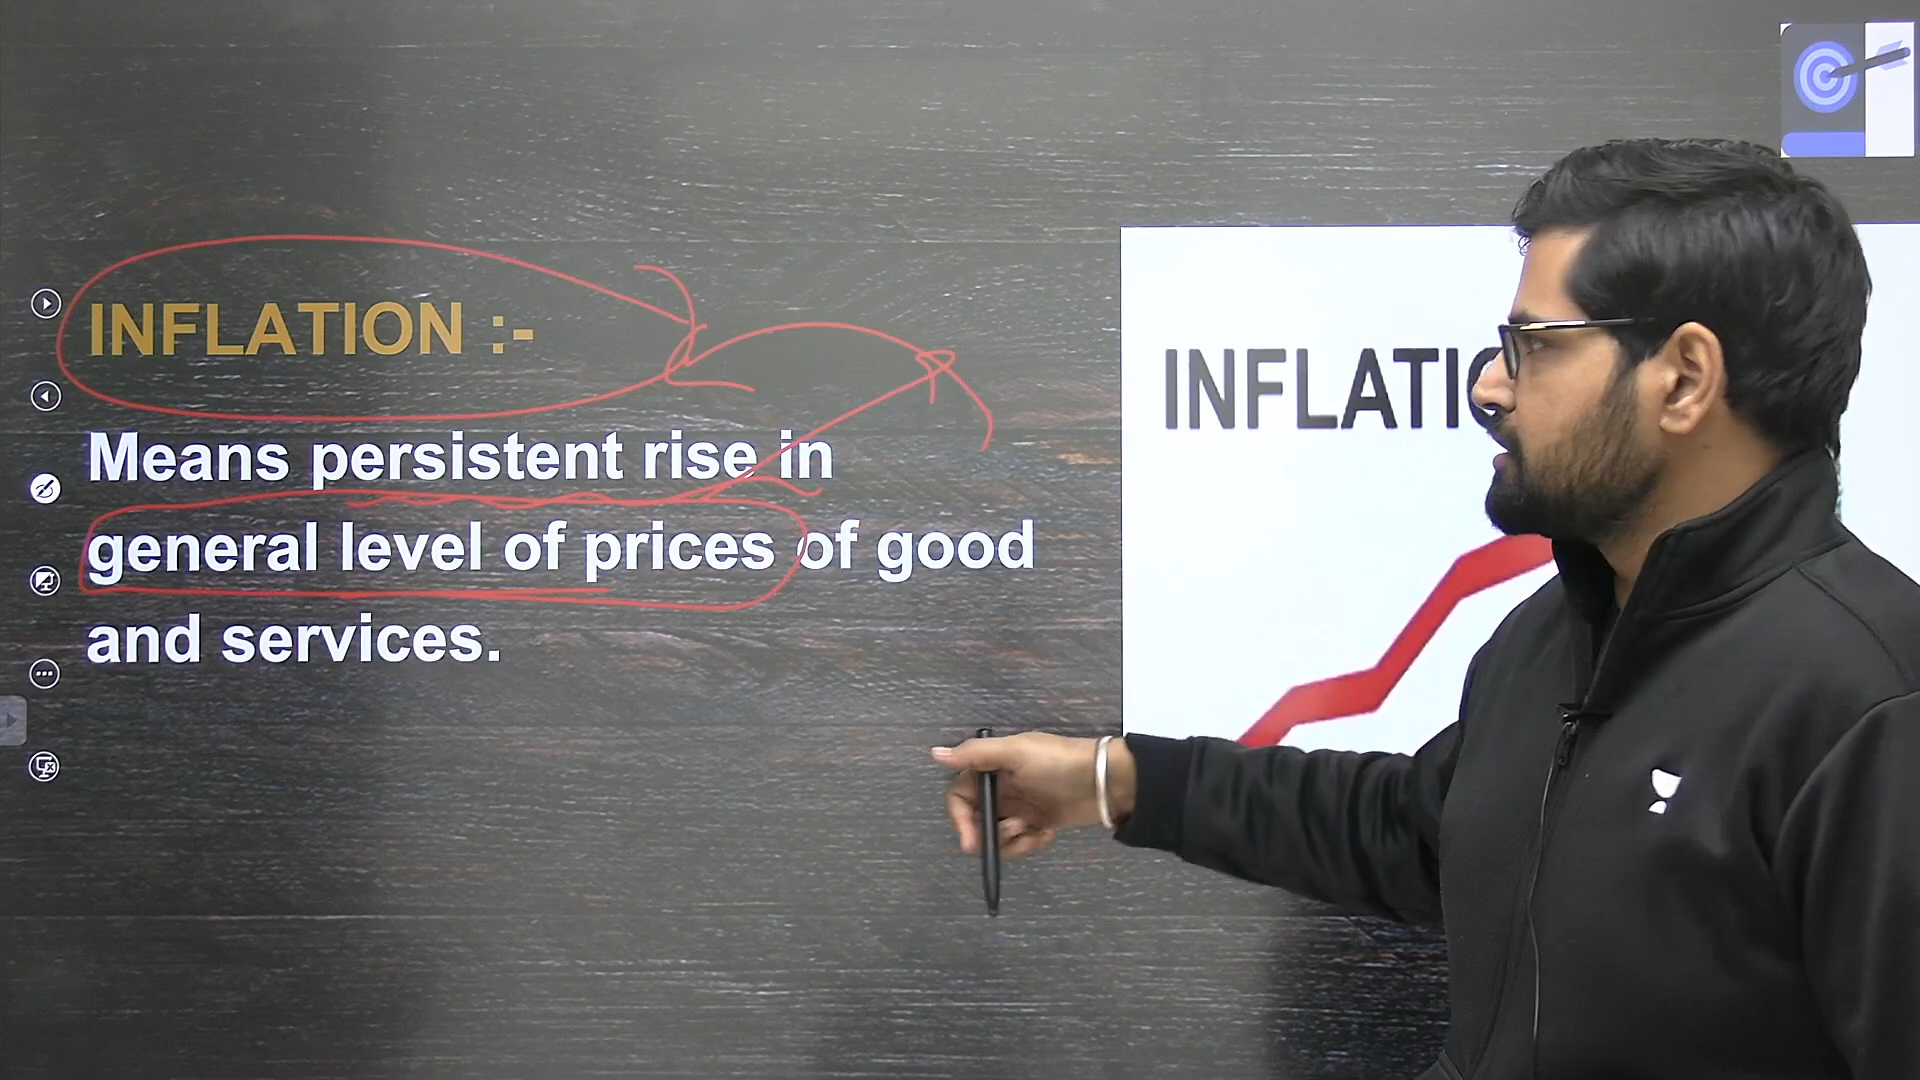 INFLATION :-
Means persistent rise in
general level of prices of good
and services.
INFLATIO